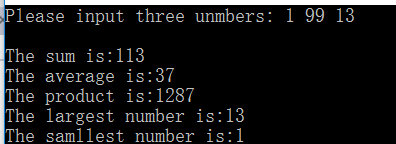 Please input three unmbers: 1 99 13
The sum is:113
The average is:37
The product is:1287
The largest number is:13
The samllest number is:1